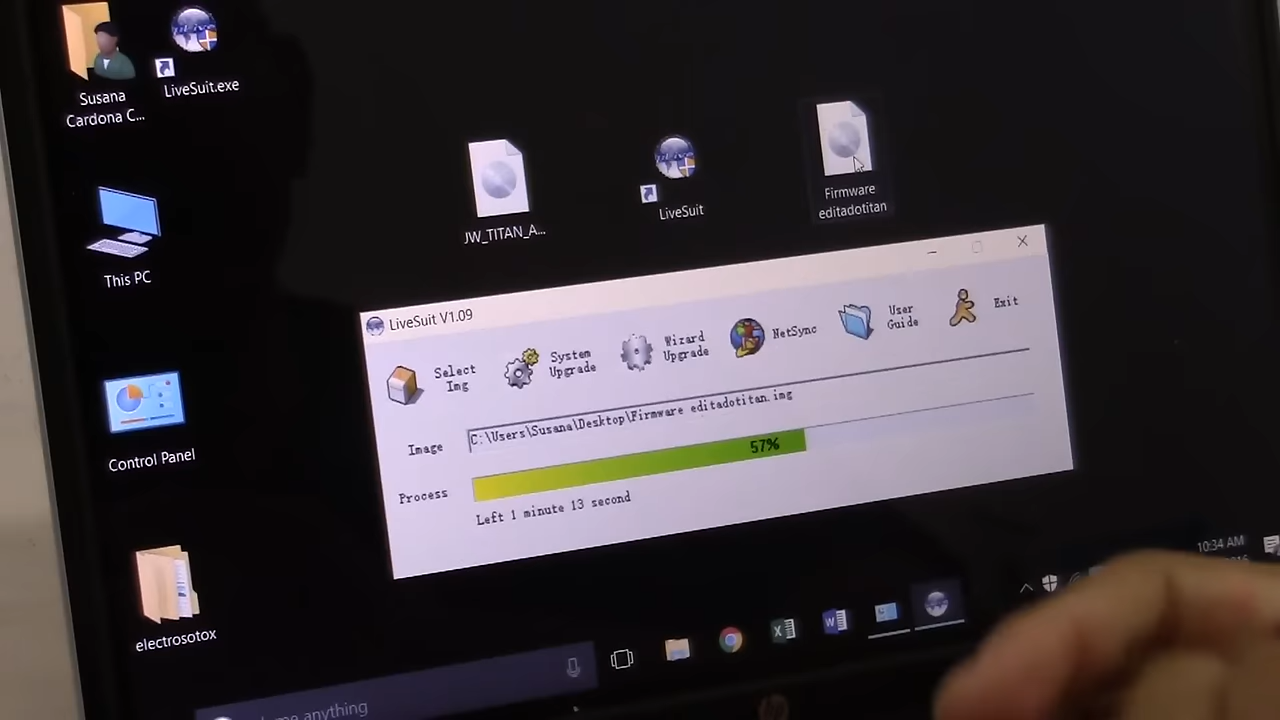 Susana
Cardona C...
LiveSuit.exe
This PC
Control Panel
electrosotox
JW_TITAN_A...
LiveSuit
Firmware
editadotitan
LiveSuit V1.09
Select
Img
System
Upgrade
Wizard
Upgrade
NetSync
User
Guide
Exit
Image
C:\Users\Susana\Desktop\Firmware editadotitan.img
Process
57%
Left 1 minute 13 second
me anything
10:34 AM